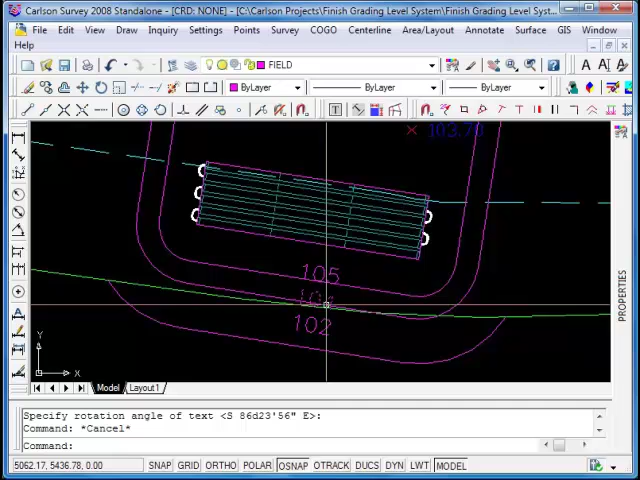 Carlson Survey 2008 Standalone - [CRD: NONE] - [C:\Carlson Projects\Finish Grading Level System\Finish Grading Level Syst...
File Edit View Draw Inquiry Settings Points COGO Centerline Area/Layout Annotate Surface GIS Window
Help
FIELD
ByLayer ByLayer ByLayer
103.70
105
102
Y
X
PROPERTIES
Model Layout1
Specify rotation angle of text <S 86d23'56" E>:
Command: *Cancel*
Command:
5062.17, 5436.78, 0.00 SNAP GRID ORTHO POLAR OSNAP OTRACK DUCS DYN LWT MODEL